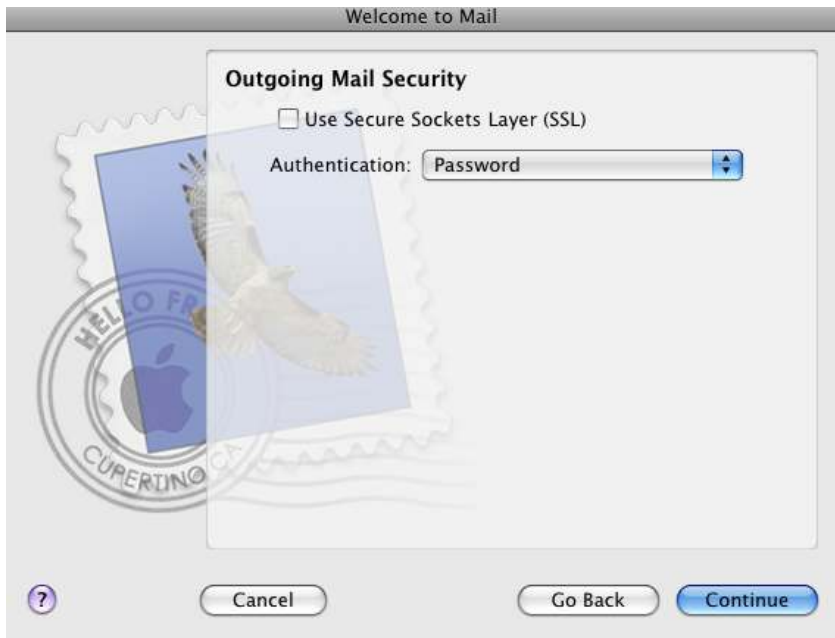 Welcome to Mail
Outgoing Mail Security
Use Secure Sockets Layer (SSL)
Authentication: Password
HELLO FR
CUPERTINO CA
?
Cancel
Go Back
Continue